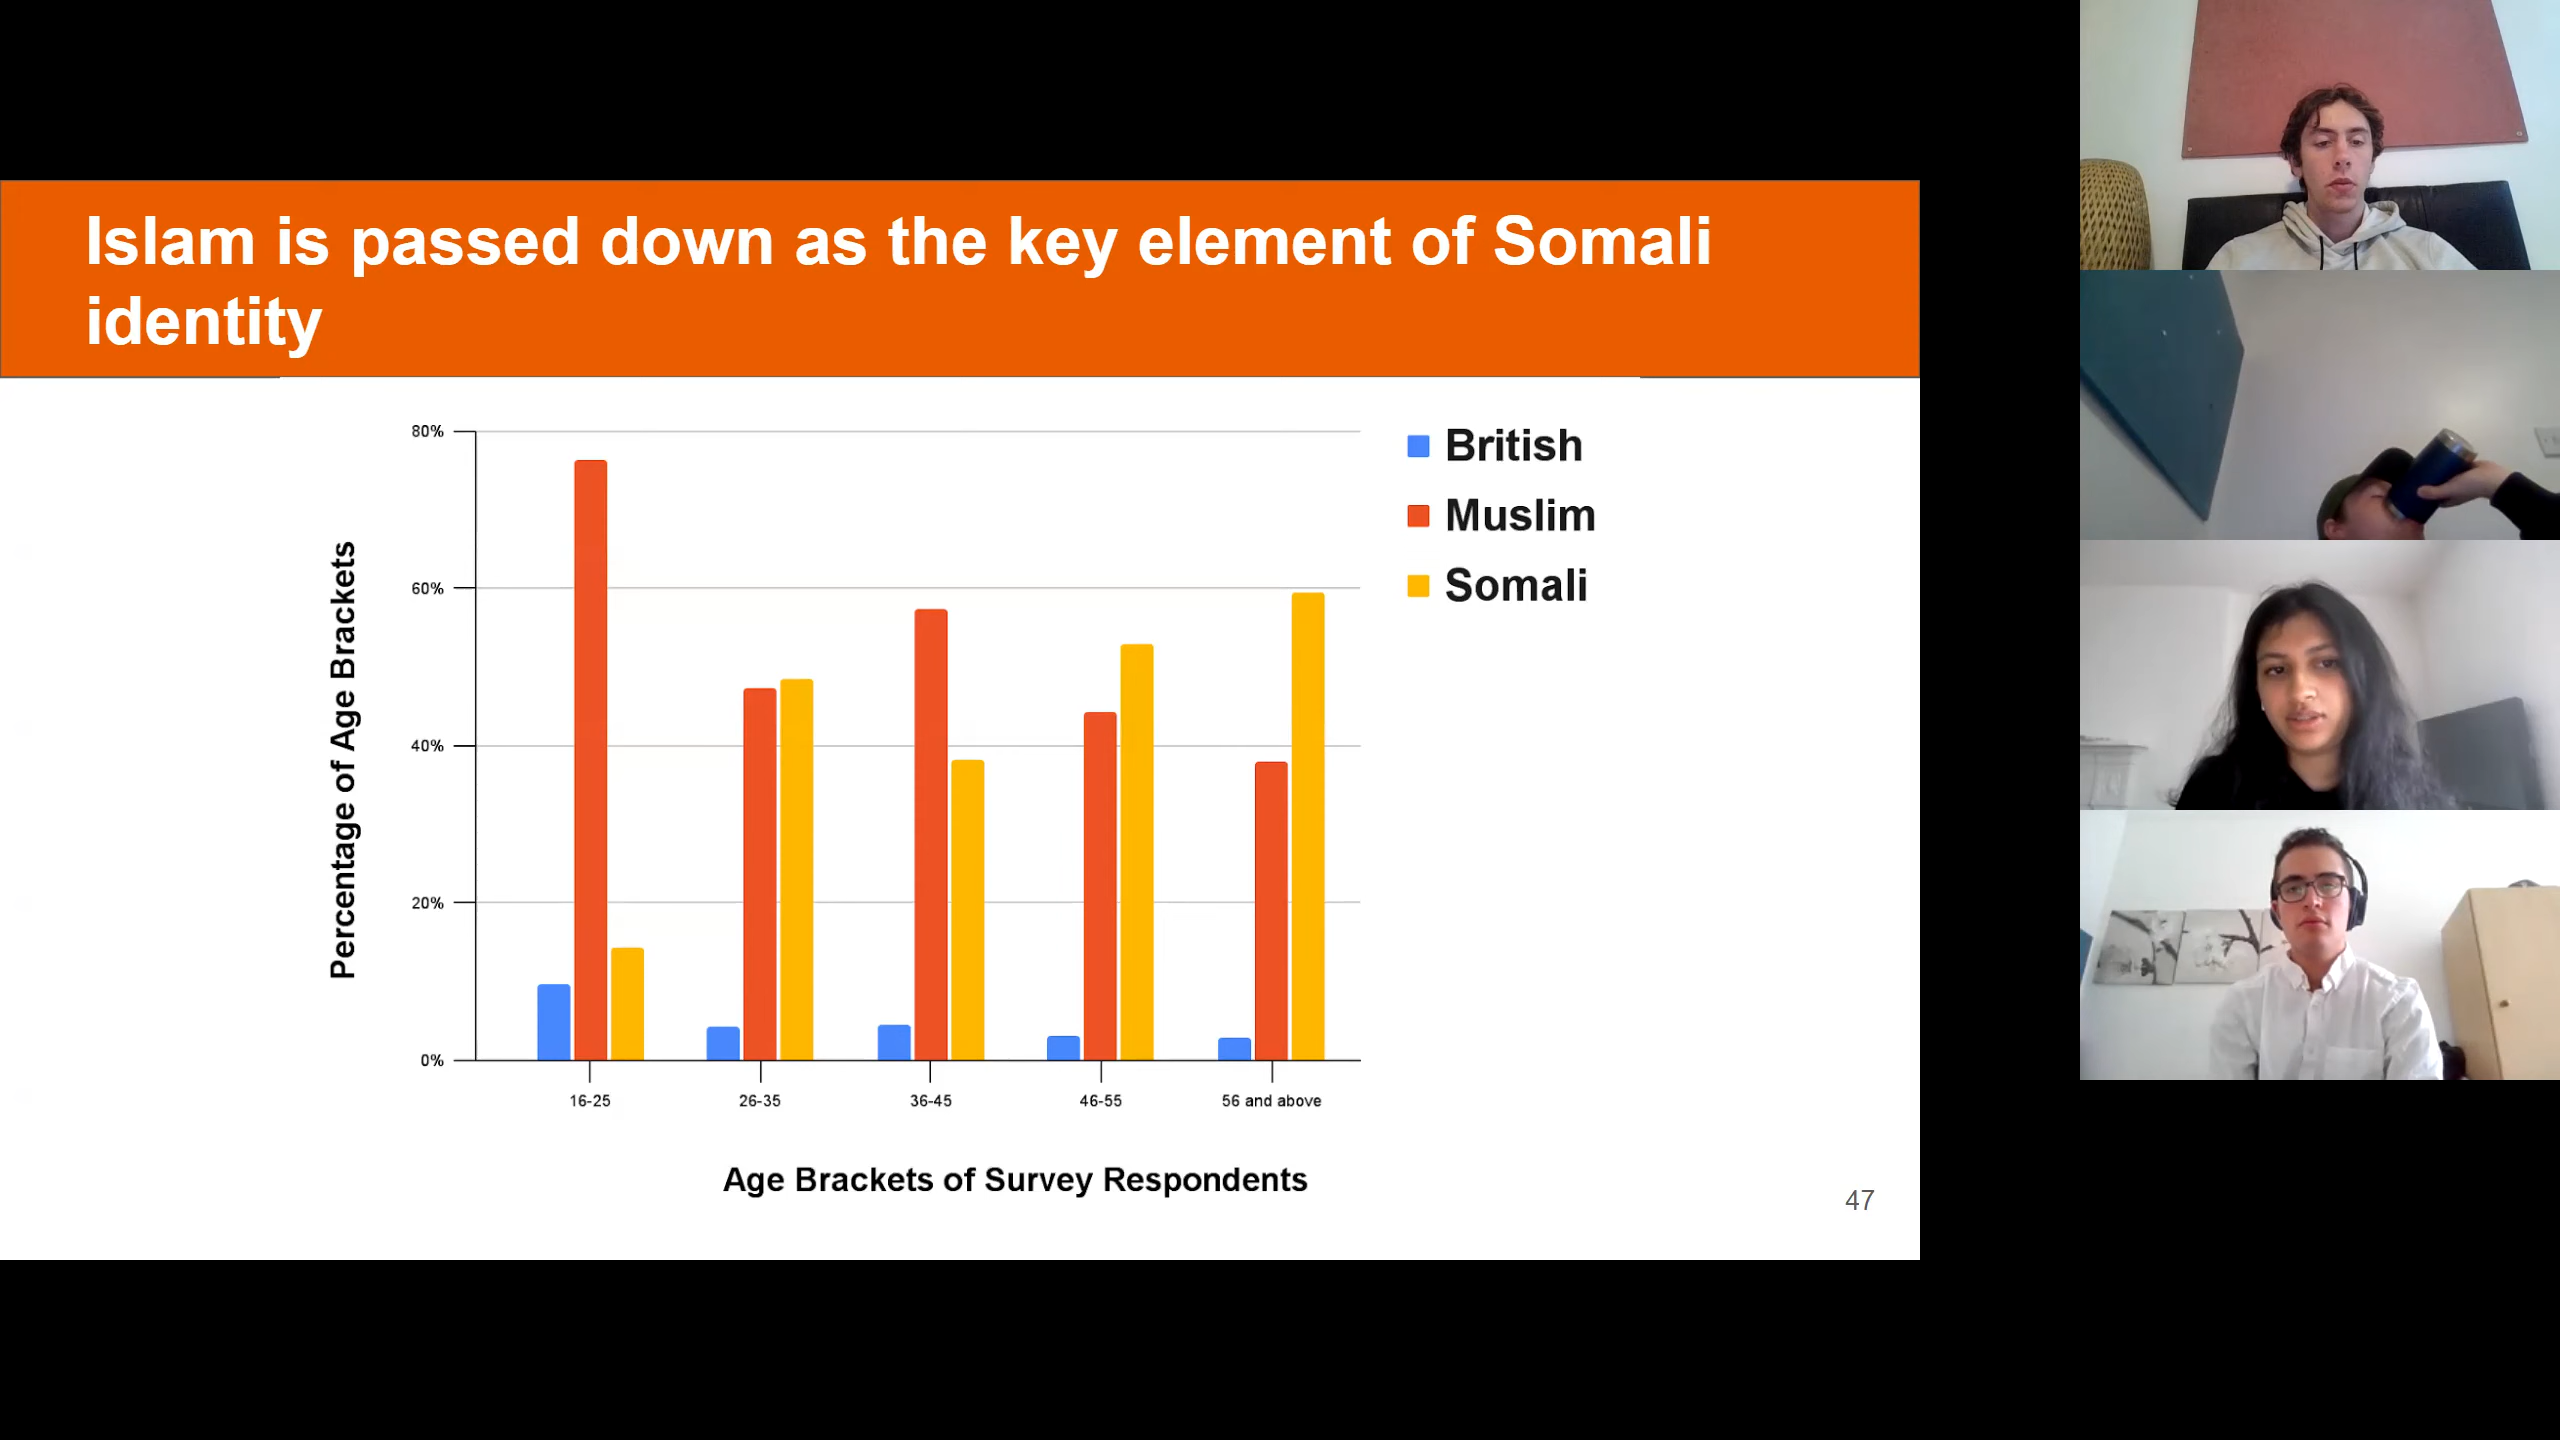 Islam is passed down as the key element of Somali
identity
80%
60%
40%
20%
0%
Percentage of Age Brackets
British
Muslim
Somali
16-25
26-35
36-45
46-55
56 and above
Age Brackets of Survey Respondents
47